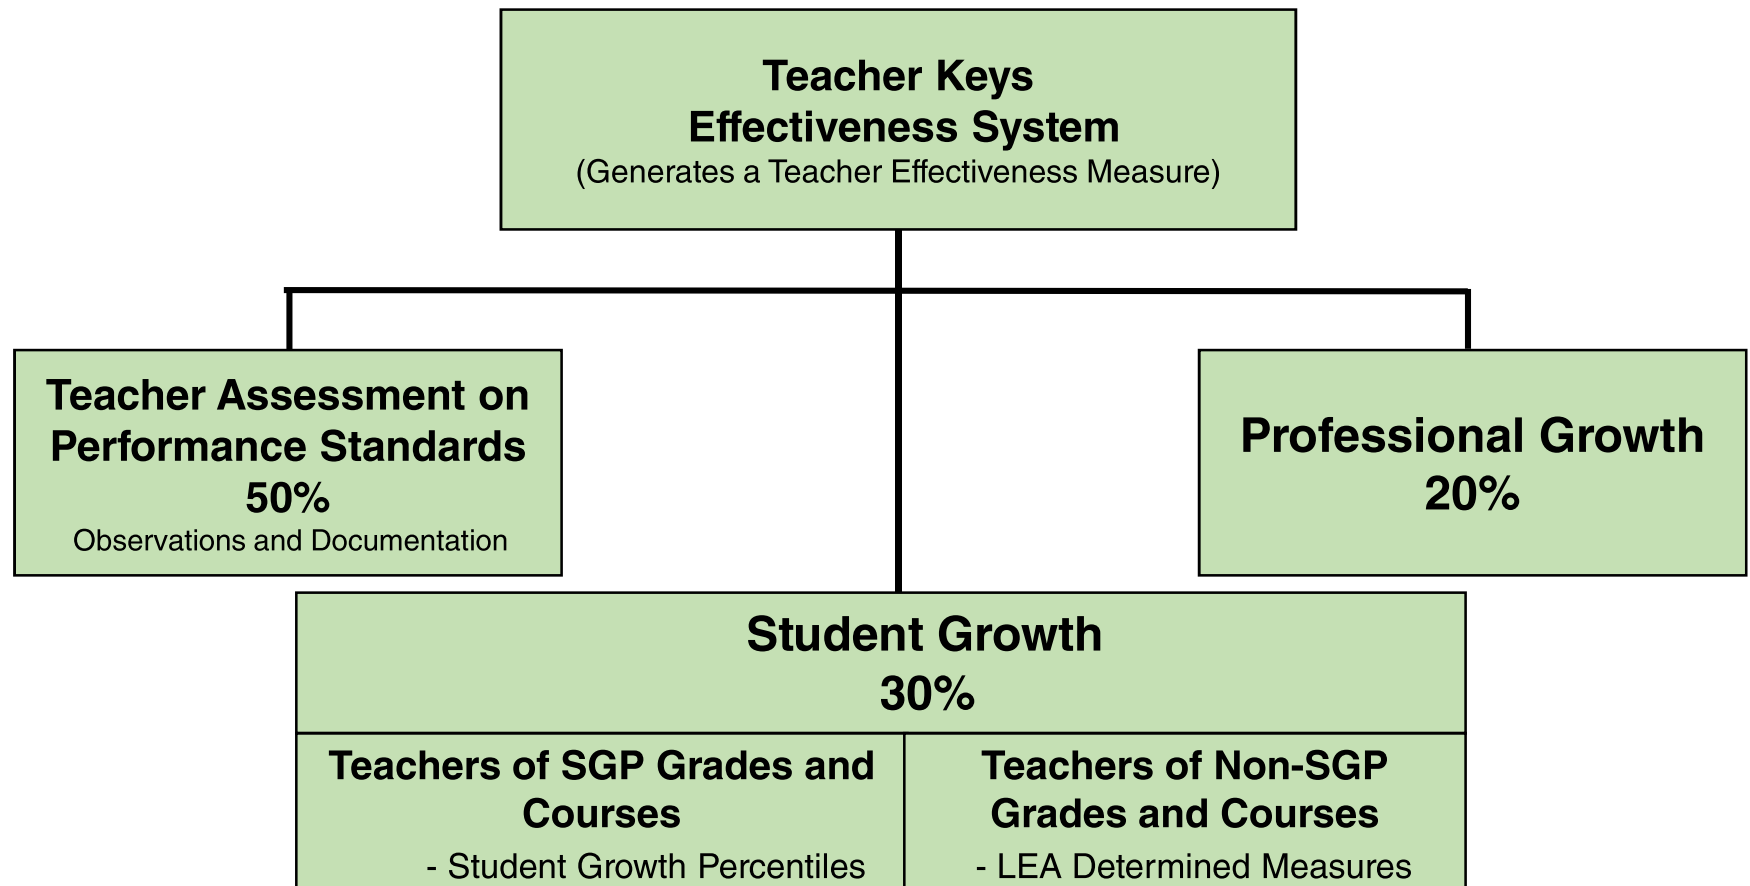 Teacher Keys
Effectiveness System
(Generates a Teacher Effectiveness Measure)
Teacher Assessment on
Performance Standards
50%
Observations and Documentation
Professional Growth
20%
Student Growth
30%
Teachers of SGP Grades and
Courses
- Student Growth Percentiles
Teachers of Non-SGP
Grades and Courses
- LEA Determined Measures